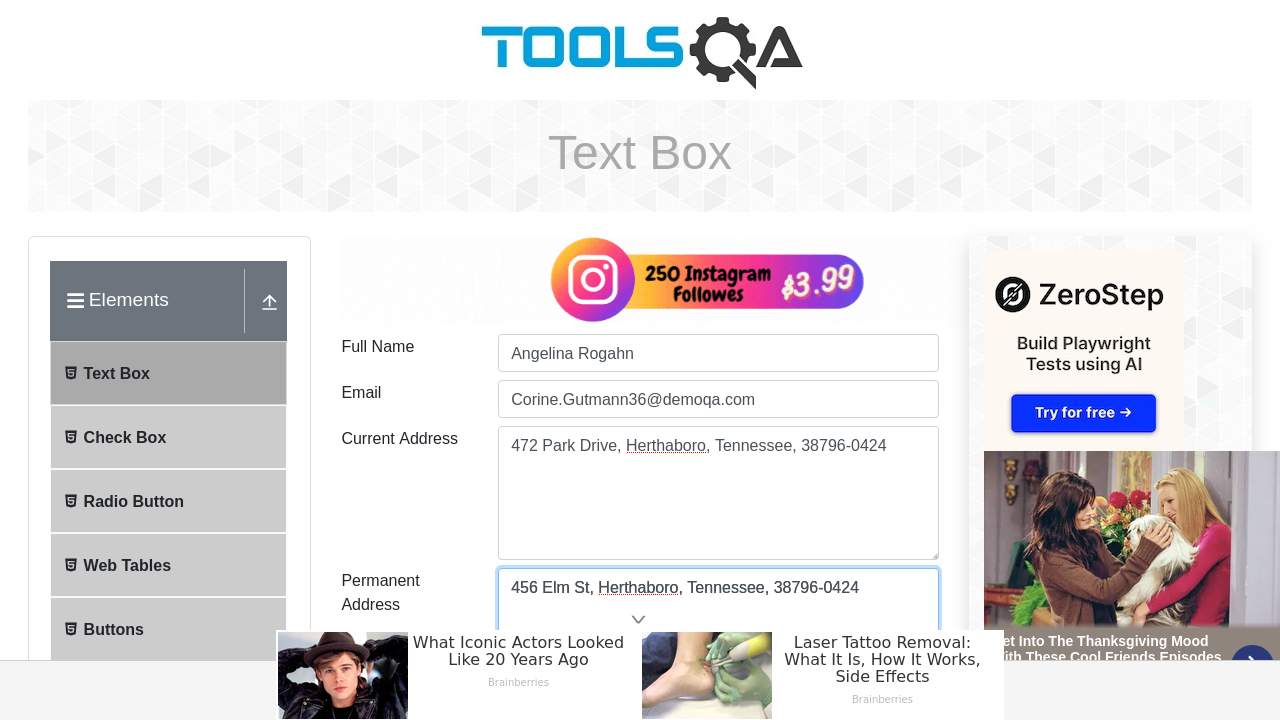 TOOLSQA
Text Box
Elements
Text Box
Check Box
Radio Button
Web Tables
Buttons
250 Instagram
Followes
$3.99
Full Name
Angelina Rogahn
Email
Corine.Gutmann36@demoqa.com
Current Address
472 Park Drive, Herthaboro, Tennessee, 38796-0424
Permanent
Address
456 Elm St, Herthaboro, Tennessee, 38796-0424
ZeroStep
Build Playwright
Tests using AI
Try for free →
et Into The Thanksgiving Mood
ith These Cool Friends Episodes
What Iconic Actors Looked
Like 20 Years Ago
Brainberries
Laser Tattoo Removal:
What It Is, How It Works,
Side Effects
Brainberries